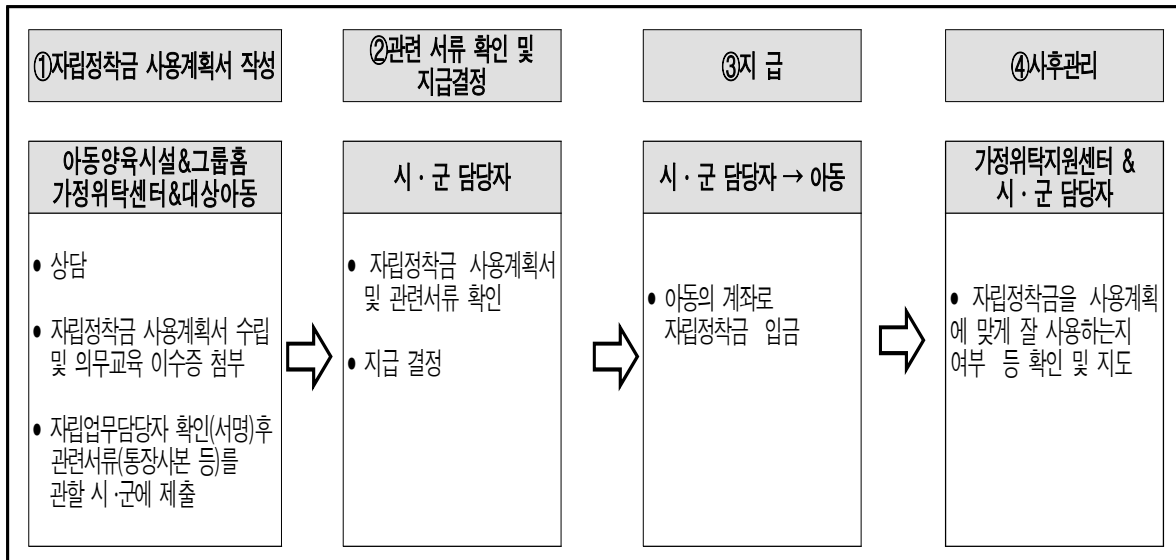 ①자립정착금 사용계획서 작성
아동양육시설&그룹홈
가정위탁센터&대상아동
• 상담
• 자립정착금 사용계획서 수립
및 의무교육 이수증 첨부
• 자립업무담당자 확인(서명)후
관련서류(통장사본 등)를
관할 시·군에 제출
②관련 서류 확인 및
지급결정
시·군 담당자
• 자립정착금 사용계획서
및 관련서류 확인
• 지급 결정
③지 급
시·군 담당자 → 아동
• 아동의 계좌로
자립정착금 입금
④사후관리
가정위탁지원센터 &
시·군 담당자
• 자립정착금을 사용계획
에 맞게 잘 사용하는지
여부 등 확인 및 지도